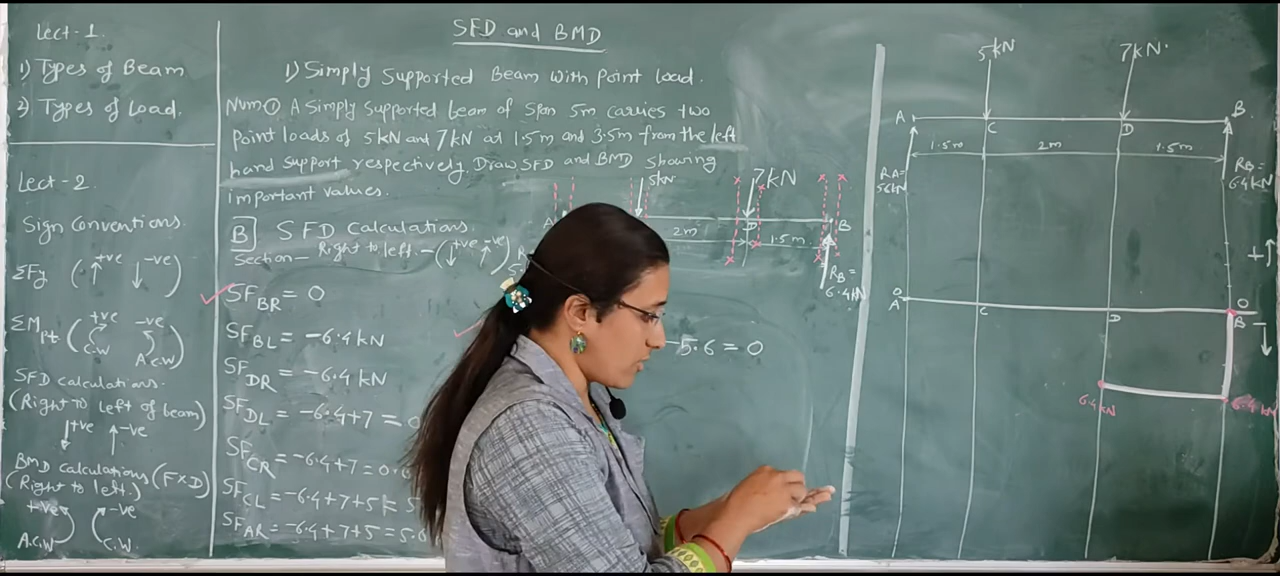 Lect-1
1) Types of Beam
2) Types of Load.
Lect-2
Sign Conventions.
ΣFy (↑+ve ↓-ve)
ΣM Pt (+ve C.W -ve A.C.W)
SFD calculations.
(Right To left of beam)
↓+ve ↑-ve
BMD calculations (F×D)
(Right to left.)
+ve -ve
A.C.W C.W.
SFD and BMD
1) Simply Supported Beam with Point Load.
Num① A Simply Supported beam of Span 5m carries two
Point loads of 5kN and 7kN at 1.5m and 3.5m from the left
hand support respectively. Draw SFD and BMD showing
important values.
B] SFD Calculations.
Section- Right to left.- (+ve↓ -ve↑)
SF BR = 0
SF BL = -6.4 kN
SF DR = -6.4 kN
SF DL = -6.4+7 = 0
SF CR = -6.4+7 = 0.
SF CL = -6.4+7+5 = 5
SF AR = -6.4+7+5 = 5.6
-5.6 = 0
5kN 7kN
A D B
2m 1.5m
RB=
6.4kN
5kN 7kN.
A C D B
1.5m 2m 1.5m
RA=
RB=
6.4kN
+↑
0 0
A C D B
-↓
6.4kN 6.4kN